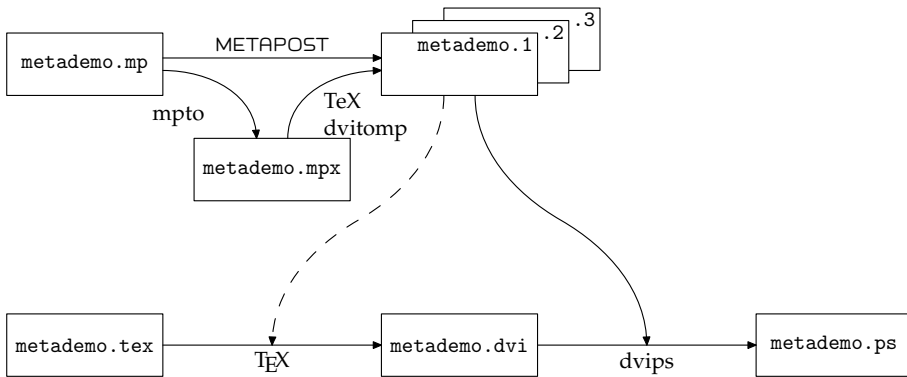 .3
.2
metademo.1
METAPOST
metademo.mp
mpto
TeX
dvitomp
metademo.mpx
metademo.tex
TEX
metademo.dvi
dvips
metademo.ps